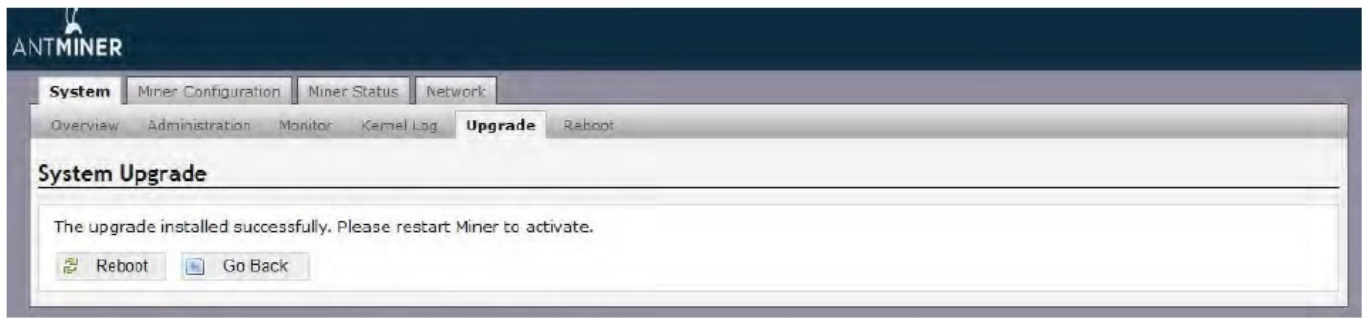 ANTMINER
System Miner Configuration Miner Status Network
Overview Administration Monitor Kernel Log Upgrade Reboot
System Upgrade
The upgrade installed successfully. Please restart Miner to activate.
Reboot Go Back